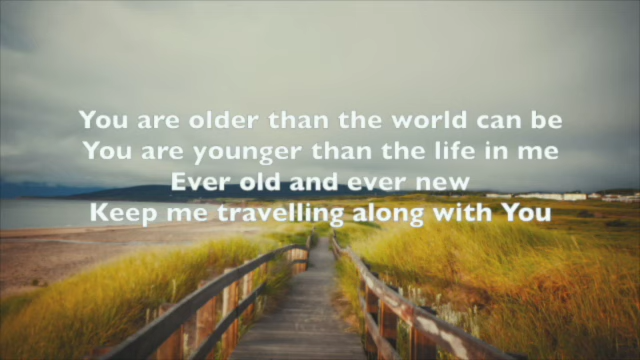 You are older than the world can be
You are younger than the life in me
Ever old and ever new
Keep me travelling along with You